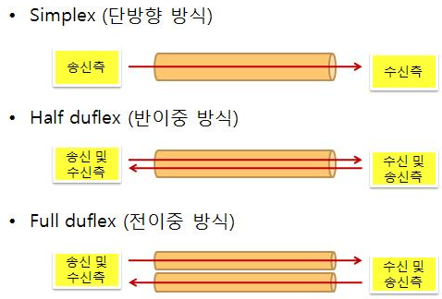 • Simplex (단방향 방식)
송신측
수신측
• Half duflex (반이중 방식)
송신 및
수신측
수신 및
송신측
• Full duflex (전이중 방식)
송신 및
수신측
수신 및
송신측